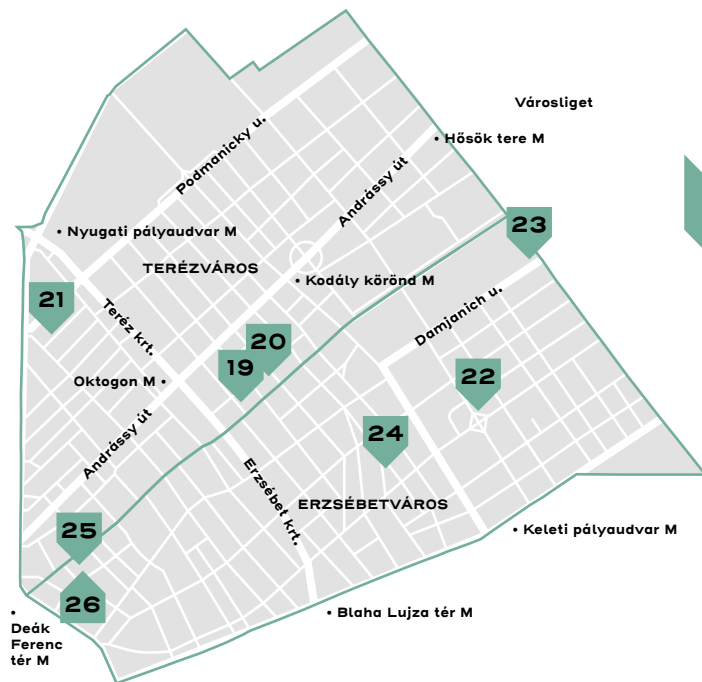 Városliget
Podmanicky u.
• Hősök tere M
Andrássy út
• Nyugati pályaudvar M
23
TERÉZVÁROS
• Kodály körönd M
21
Teréz krt.
Damjanich u.
20
19
22
Oktogon M •
Andrássy út
24
Erzsébet krt.
ERZSÉBETVÁROS
25
• Keleti pályaudvar M
26
• Blaha Lujza tér M
•
Deák
Ferenc
tér M